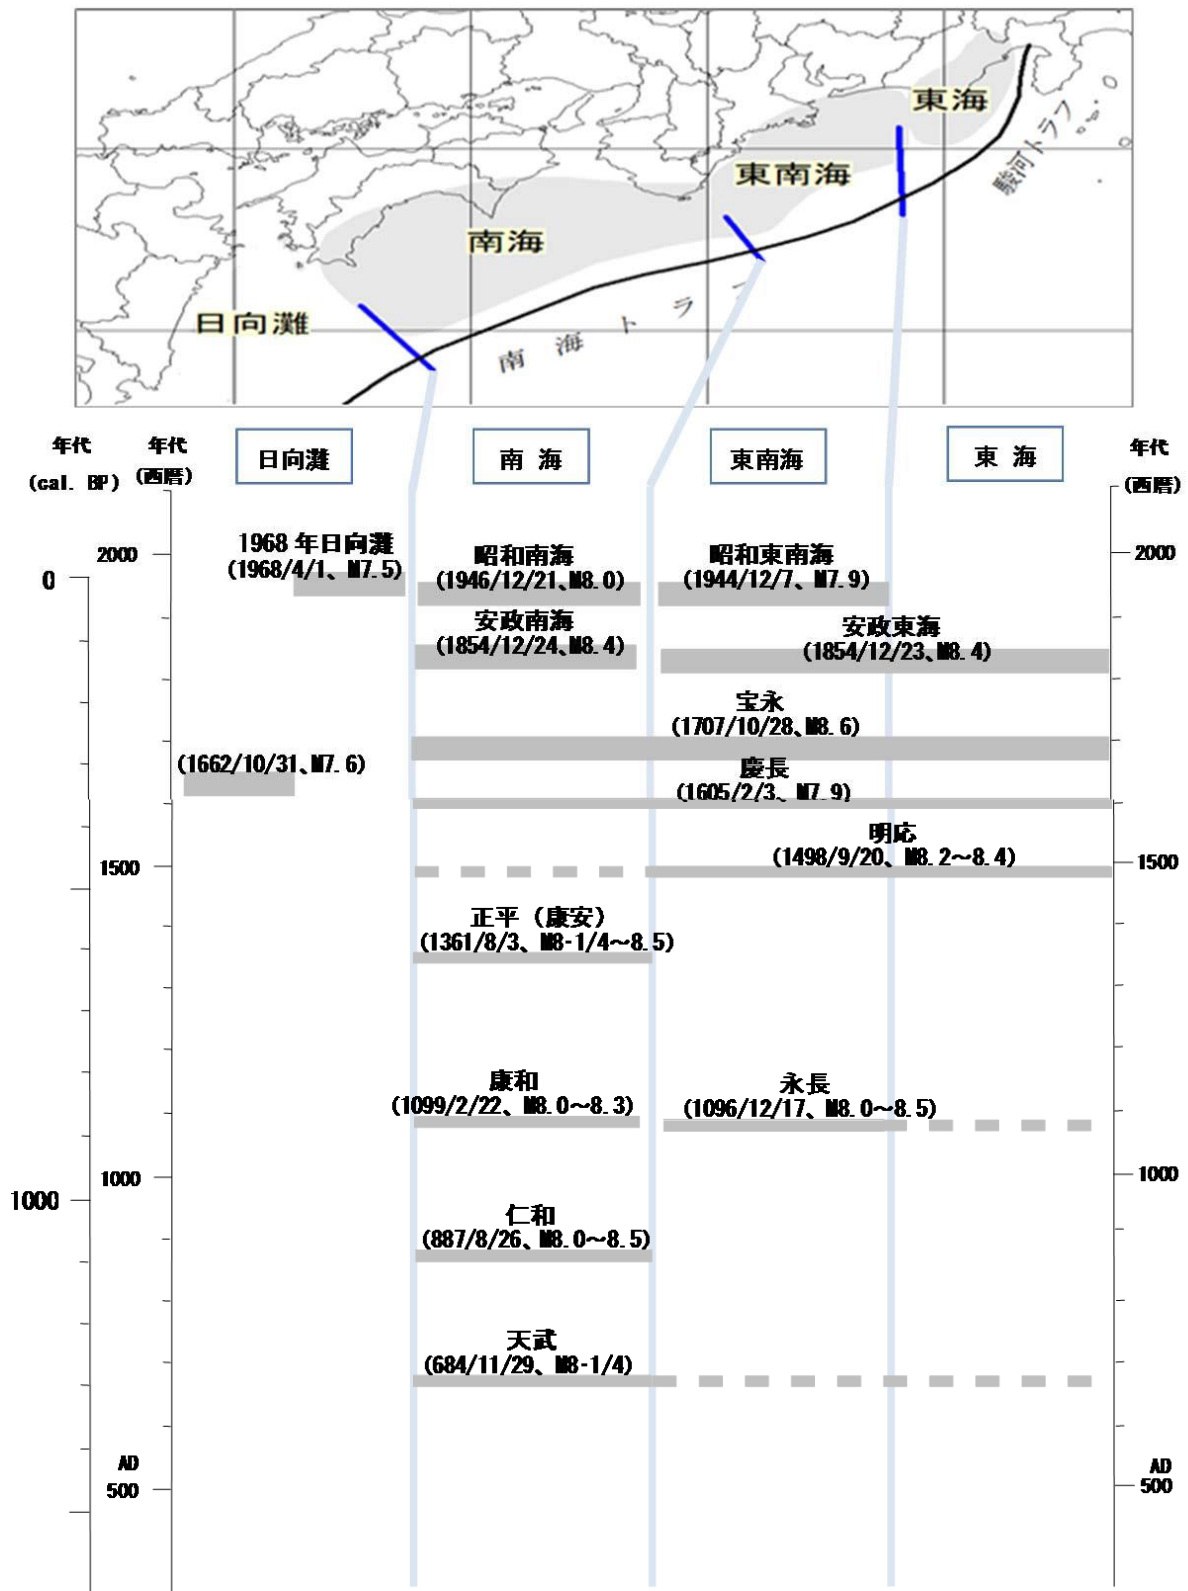 東海
東南海
駿河トラフ
南海
日向灘
南海トラフ
年代
(cal. BP)
年代
(西暦)
日向灘
南 海
東南海
東 海
年代
(西暦)
2000
0
1500
1000
1000
AD
500
1968 年日向灘
(1968/4/1、M7.5)
昭和南海
(1946/12/21、M8.0)
昭和東南海
(1944/12/7、M7.9)
2000
安政南海
(1854/12/24、M8.4)
安政東海
(1854/12/23、M8.4)
宝永
(1707/10/28、M8.6)
(1662/10/31、M7.6)
慶長
(1605/2/3、M7.9)
明応
(1498/9/20、M8.2～8.4)
1500
正平（康安）
(1361/8/3、M8-1/4～8.5)
康和
(1099/2/22、M8.0～8.3)
永長
(1096/12/17、M8.0～8.5)
1000
仁和
(887/8/26、M8.0～8.5)
天武
(684/11/29、M8-1/4)
AD
500